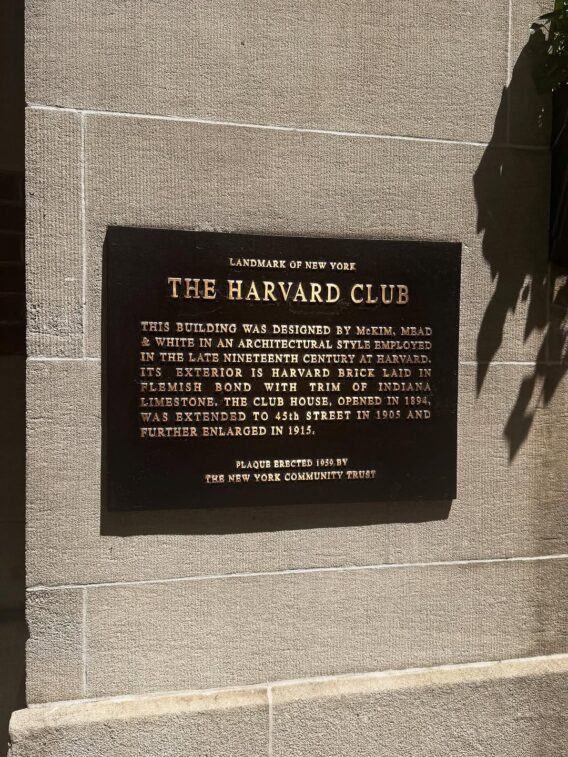 LANDMARK OF NEW YORK
THE HARVARD CLUB
THIS BUILDING WAS DESIGNED BY McKIM, MEAD
& WHITE IN AN ARCHITECTURAL STYLE EMPLOYED
IN THE LATE NINETEENTH CENTURY AT HARVARD.
ITS EXTERIOR IS HARVARD BRICK LAID IN
FLEMISH BOND WITH TRIM OF INDIANA
LIMESTONE. THE CLUB HOUSE, OPENED IN 1894,
WAS EXTENDED TO 45th STREET IN 1905 AND
FURTHER ENLARGED IN 1915.
PLAQUE ERECTED 1959 BY
THE NEW YORK COMMUNITY TRUST